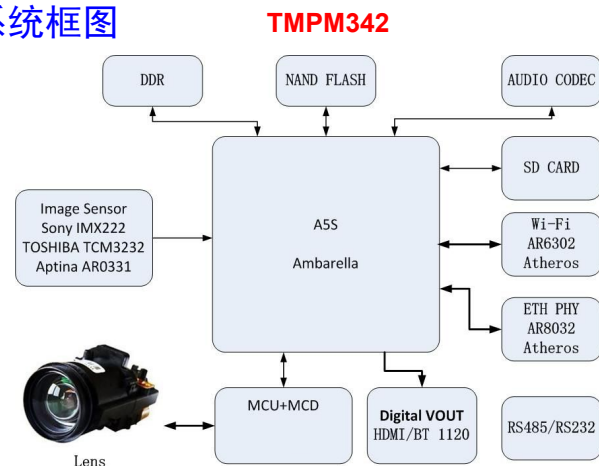 系统框图
TMPM342
DDR
NAND FLASH
AUDIO CODEC
SD CARD
Image Sensor
Sony IMX222
TOSHIBA TCM3232
Aptina AR0331
A5S
Ambarella
Wi-Fi
AR6302
Atheros
ETH PHY
AR8032
Atheros
MCU+MCD
Digital VOUT
HDMI/BT 1120
RS485/RS232
Lens